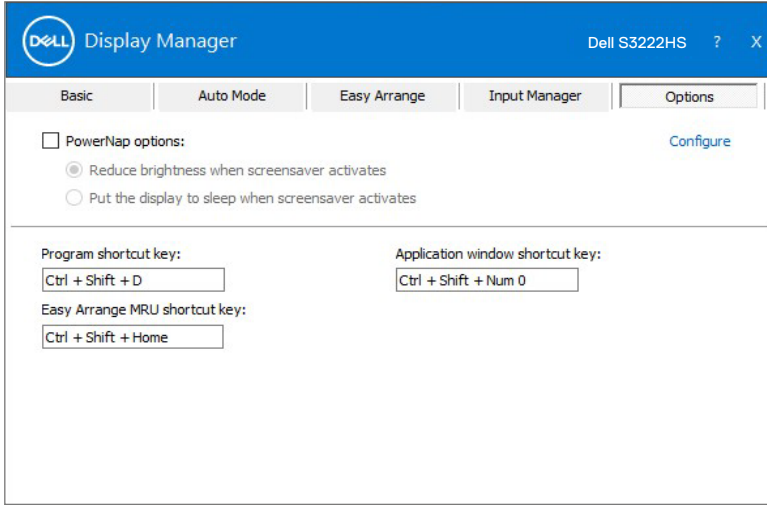 DELL Display Manager Dell S3222HS ? X
Basic Auto Mode Easy Arrange Input Manager Options
PowerNap options: Configure
Reduce brightness when screensaver activates
Put the display to sleep when screensaver activates
Program shortcut key: Application window shortcut key:
Ctrl + Shift + D Ctrl + Shift + Num 0
Easy Arrange MRU shortcut key:
Ctrl + Shift + Home